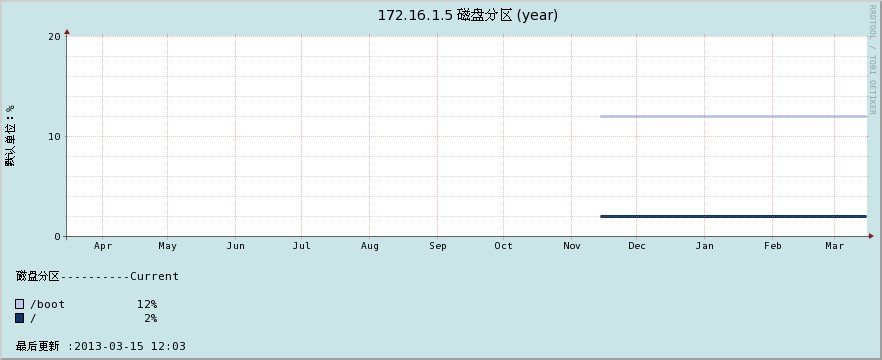 172.16.1.5 磁盘分区 (year)
RRDTOOL / TOBI OETIKER
默认单位：%
20
10
0
Apr May Jun Jul Aug Sep Oct Nov Dec Jan Feb Mar
磁盘分区----------Current
/boot 12%
/ 2%
最后更新 :2013-03-15 12:03